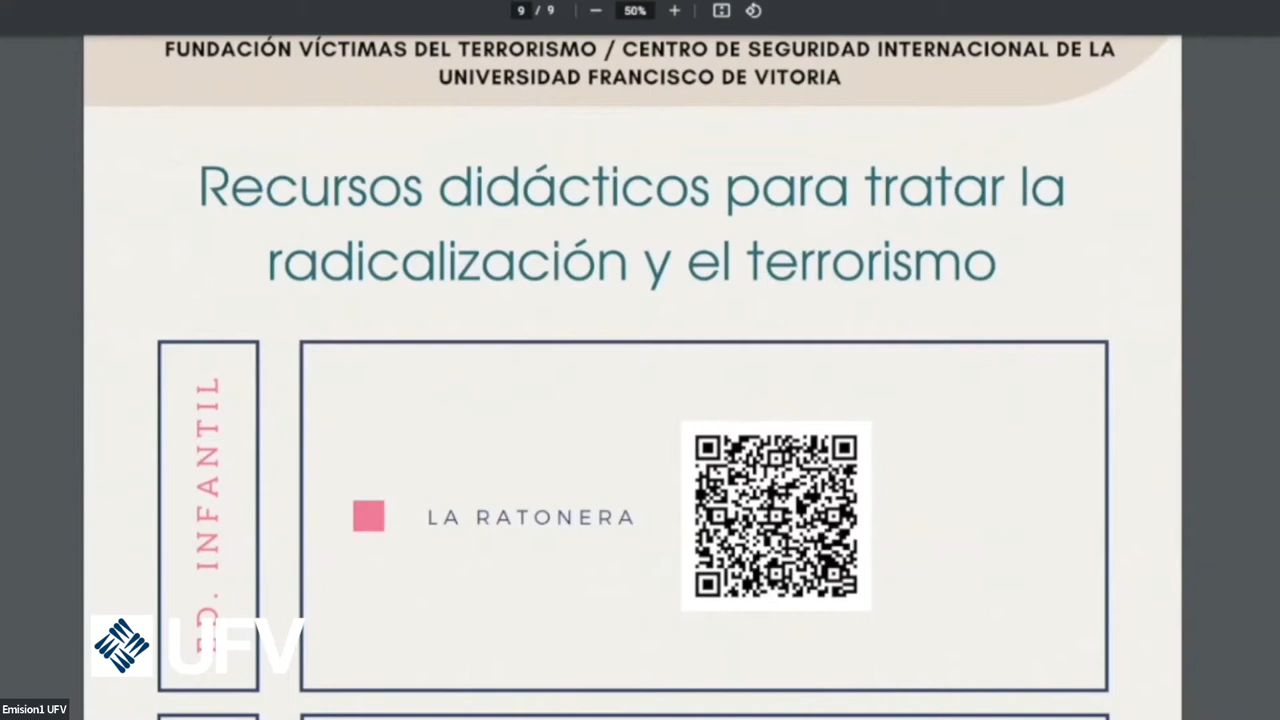 9 / 9 50%
FUNDACIÓN VÍCTIMAS DEL TERRORISMO / CENTRO DE SEGURIDAD INTERNACIONAL DE LA
UNIVERSIDAD FRANCISCO DE VITORIA
Recursos didácticos para tratar la
radicalización y el terrorismo
ED. INFANTIL
LA RATONERA
UFV
Emision1 UFV